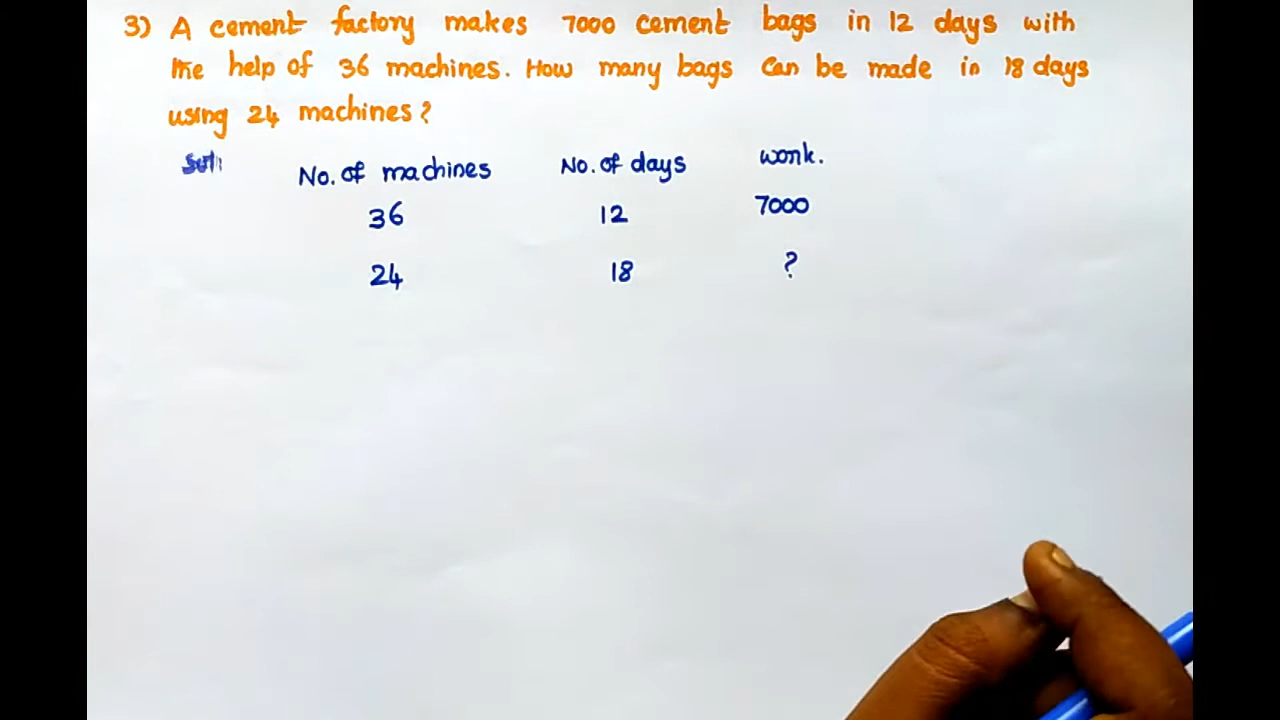 3) A cement factory makes 7000 cement bags in 12 days with
the help of 36 machines. How many bags can be made in 18 days
using 24 machines?
Sol:
No. of machines No. of days work.
36 12 7000
24 18 ?